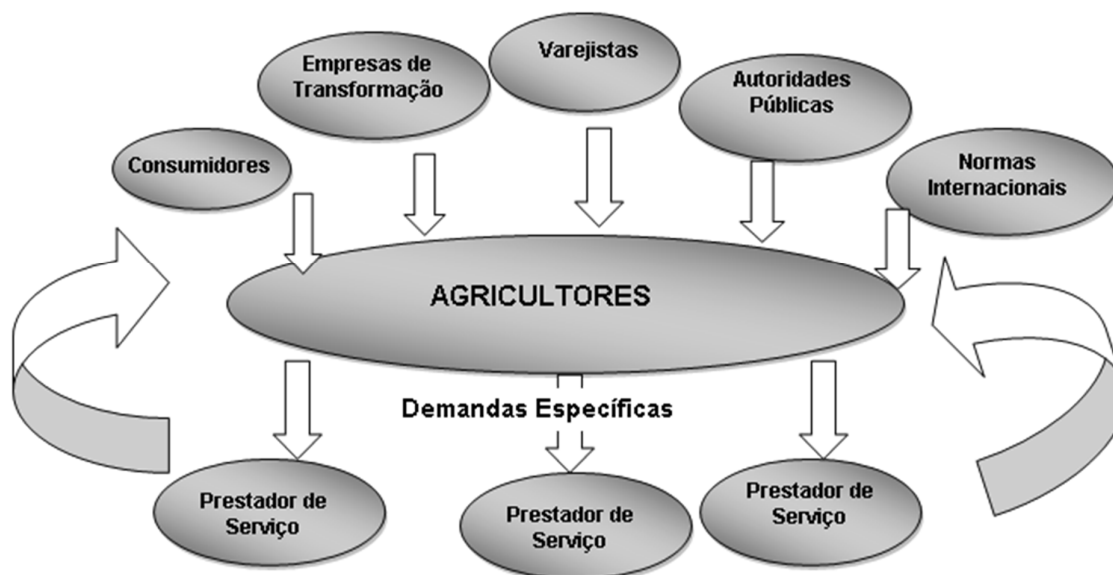 Varejistas
Empresas de
Transformação
Autoridades
Públicas
Consumidores
Normas
Internacionais
AGRICULTORES
Demandas Específicas
Prestador de
Serviço
Prestador de
Serviço
Prestador de
Serviço